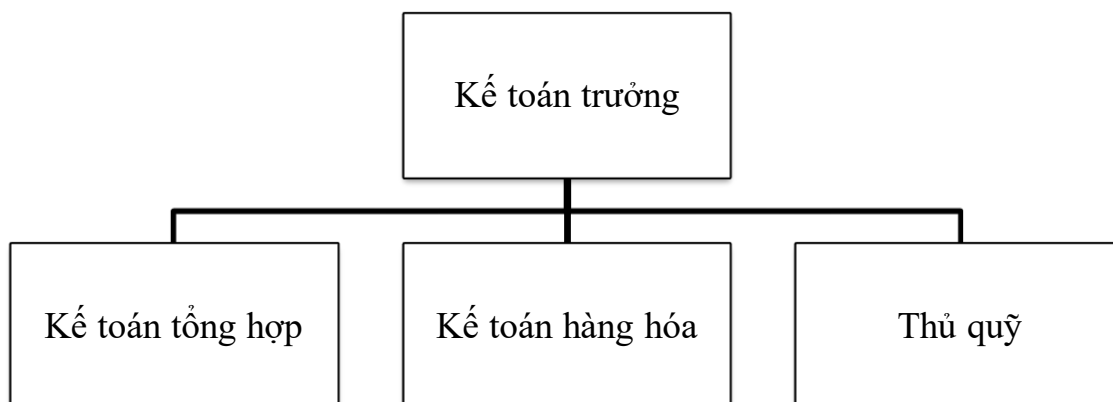 Kế toán trưởng
Kế toán tổng hợp
Kế toán hàng hóa
Thủ quỹ